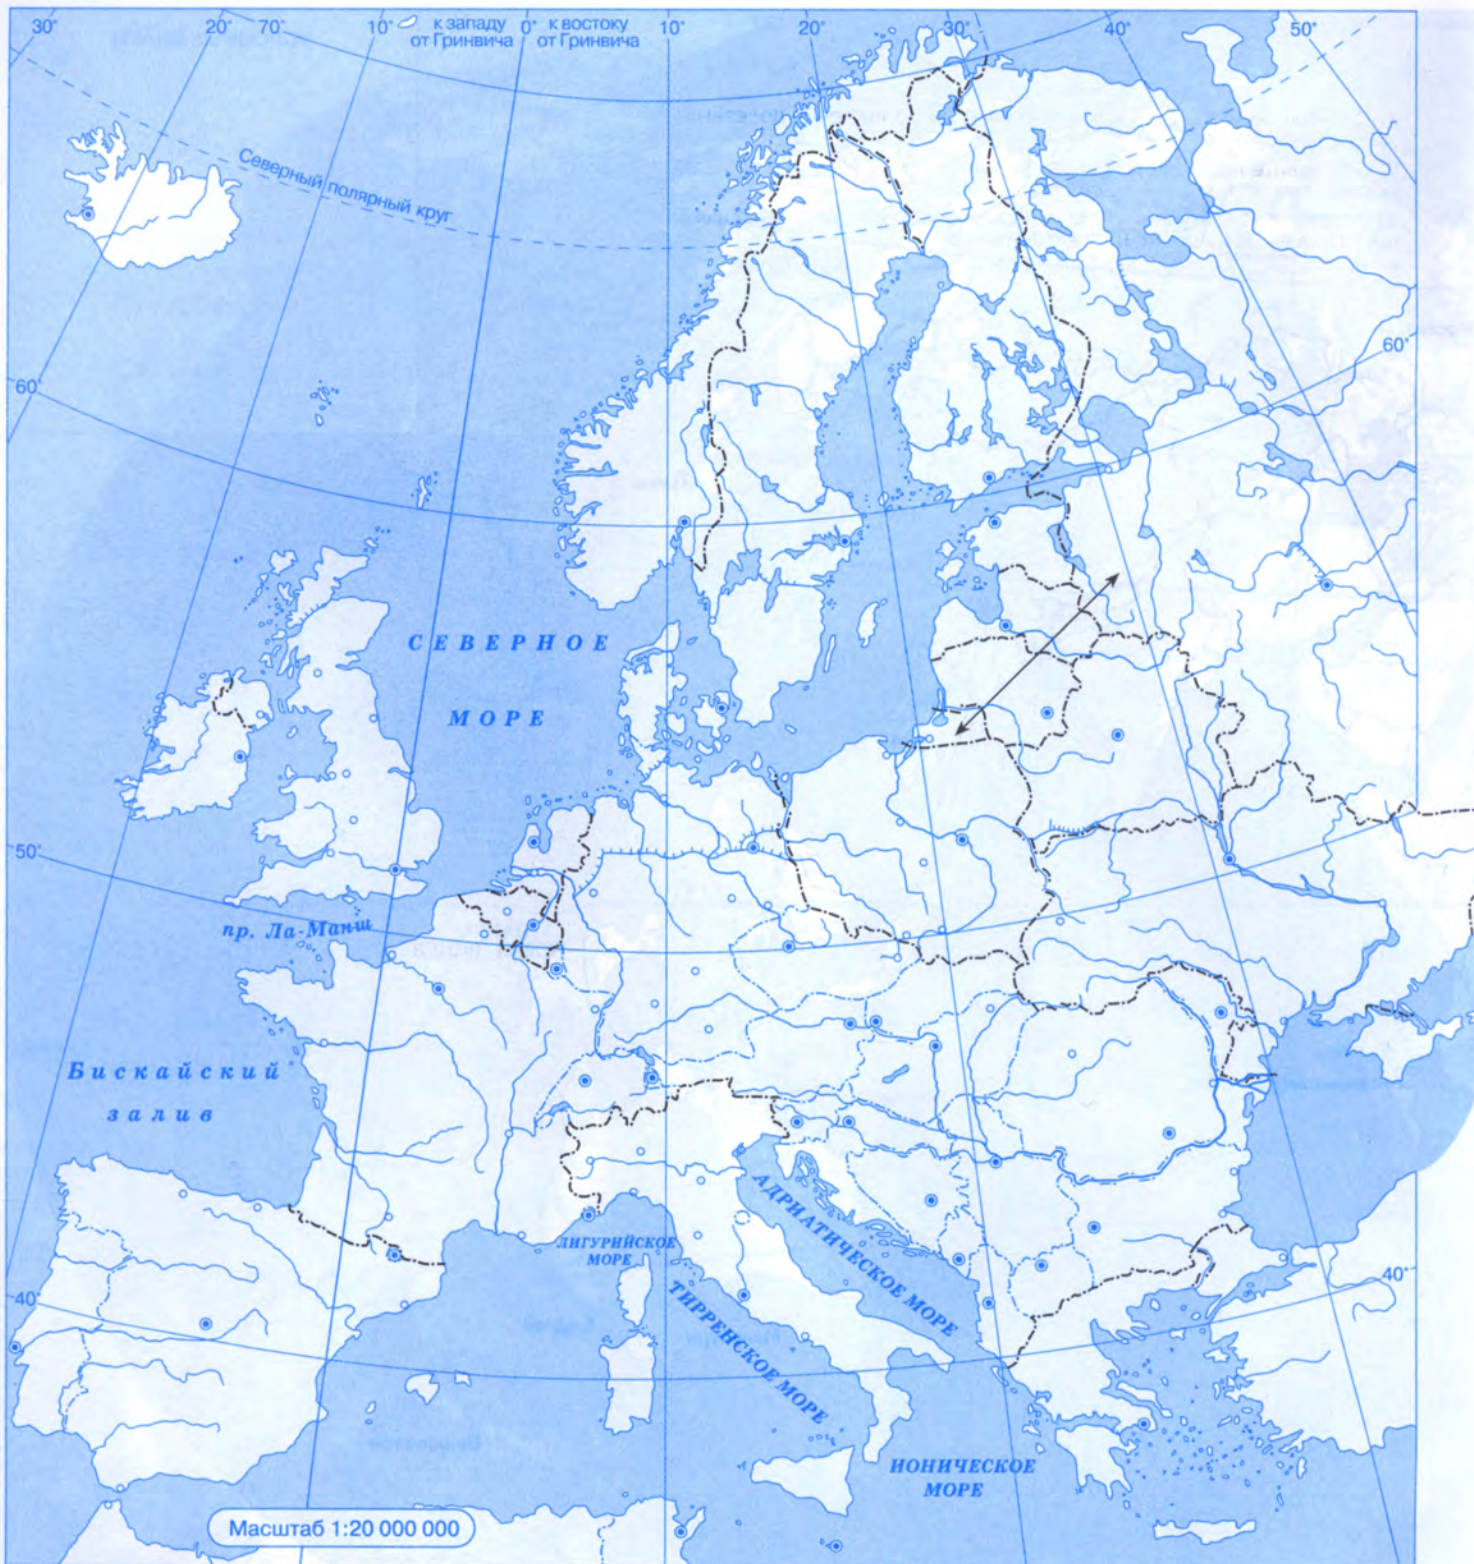 30°
20°
70°
10°
к западу
от Гринвича
0°
к востоку
от Гринвича
10°
20°
30°
40°
50°
Северный полярный круг
60°
60°
СЕВЕРНОЕ
МОРЕ
50°
пр. Ла-Манш
Бискайский
залив
ЛИГУРИЙСКОЕ
МОРЕ
АДРИАТИЧЕСКОЕ МОРЕ
ТИРРЕНСКОЕ МОРЕ
40°
40°
ИОНИЧЕСКОЕ
МОРЕ
Масштаб 1:20 000 000